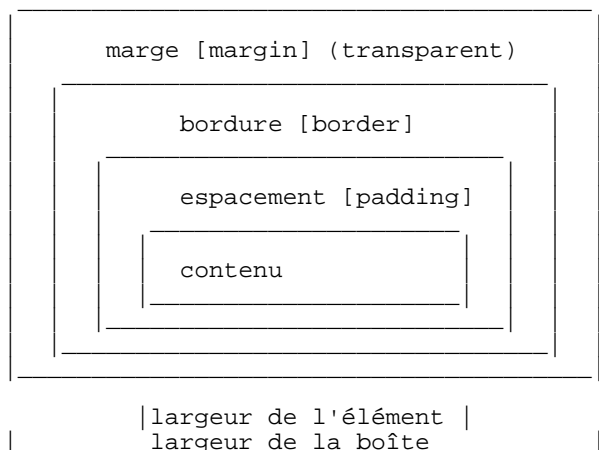 marge [margin] (transparent)
bordure [border]
espacement [padding]
contenu
largeur de l'élément
largeur de la boîte